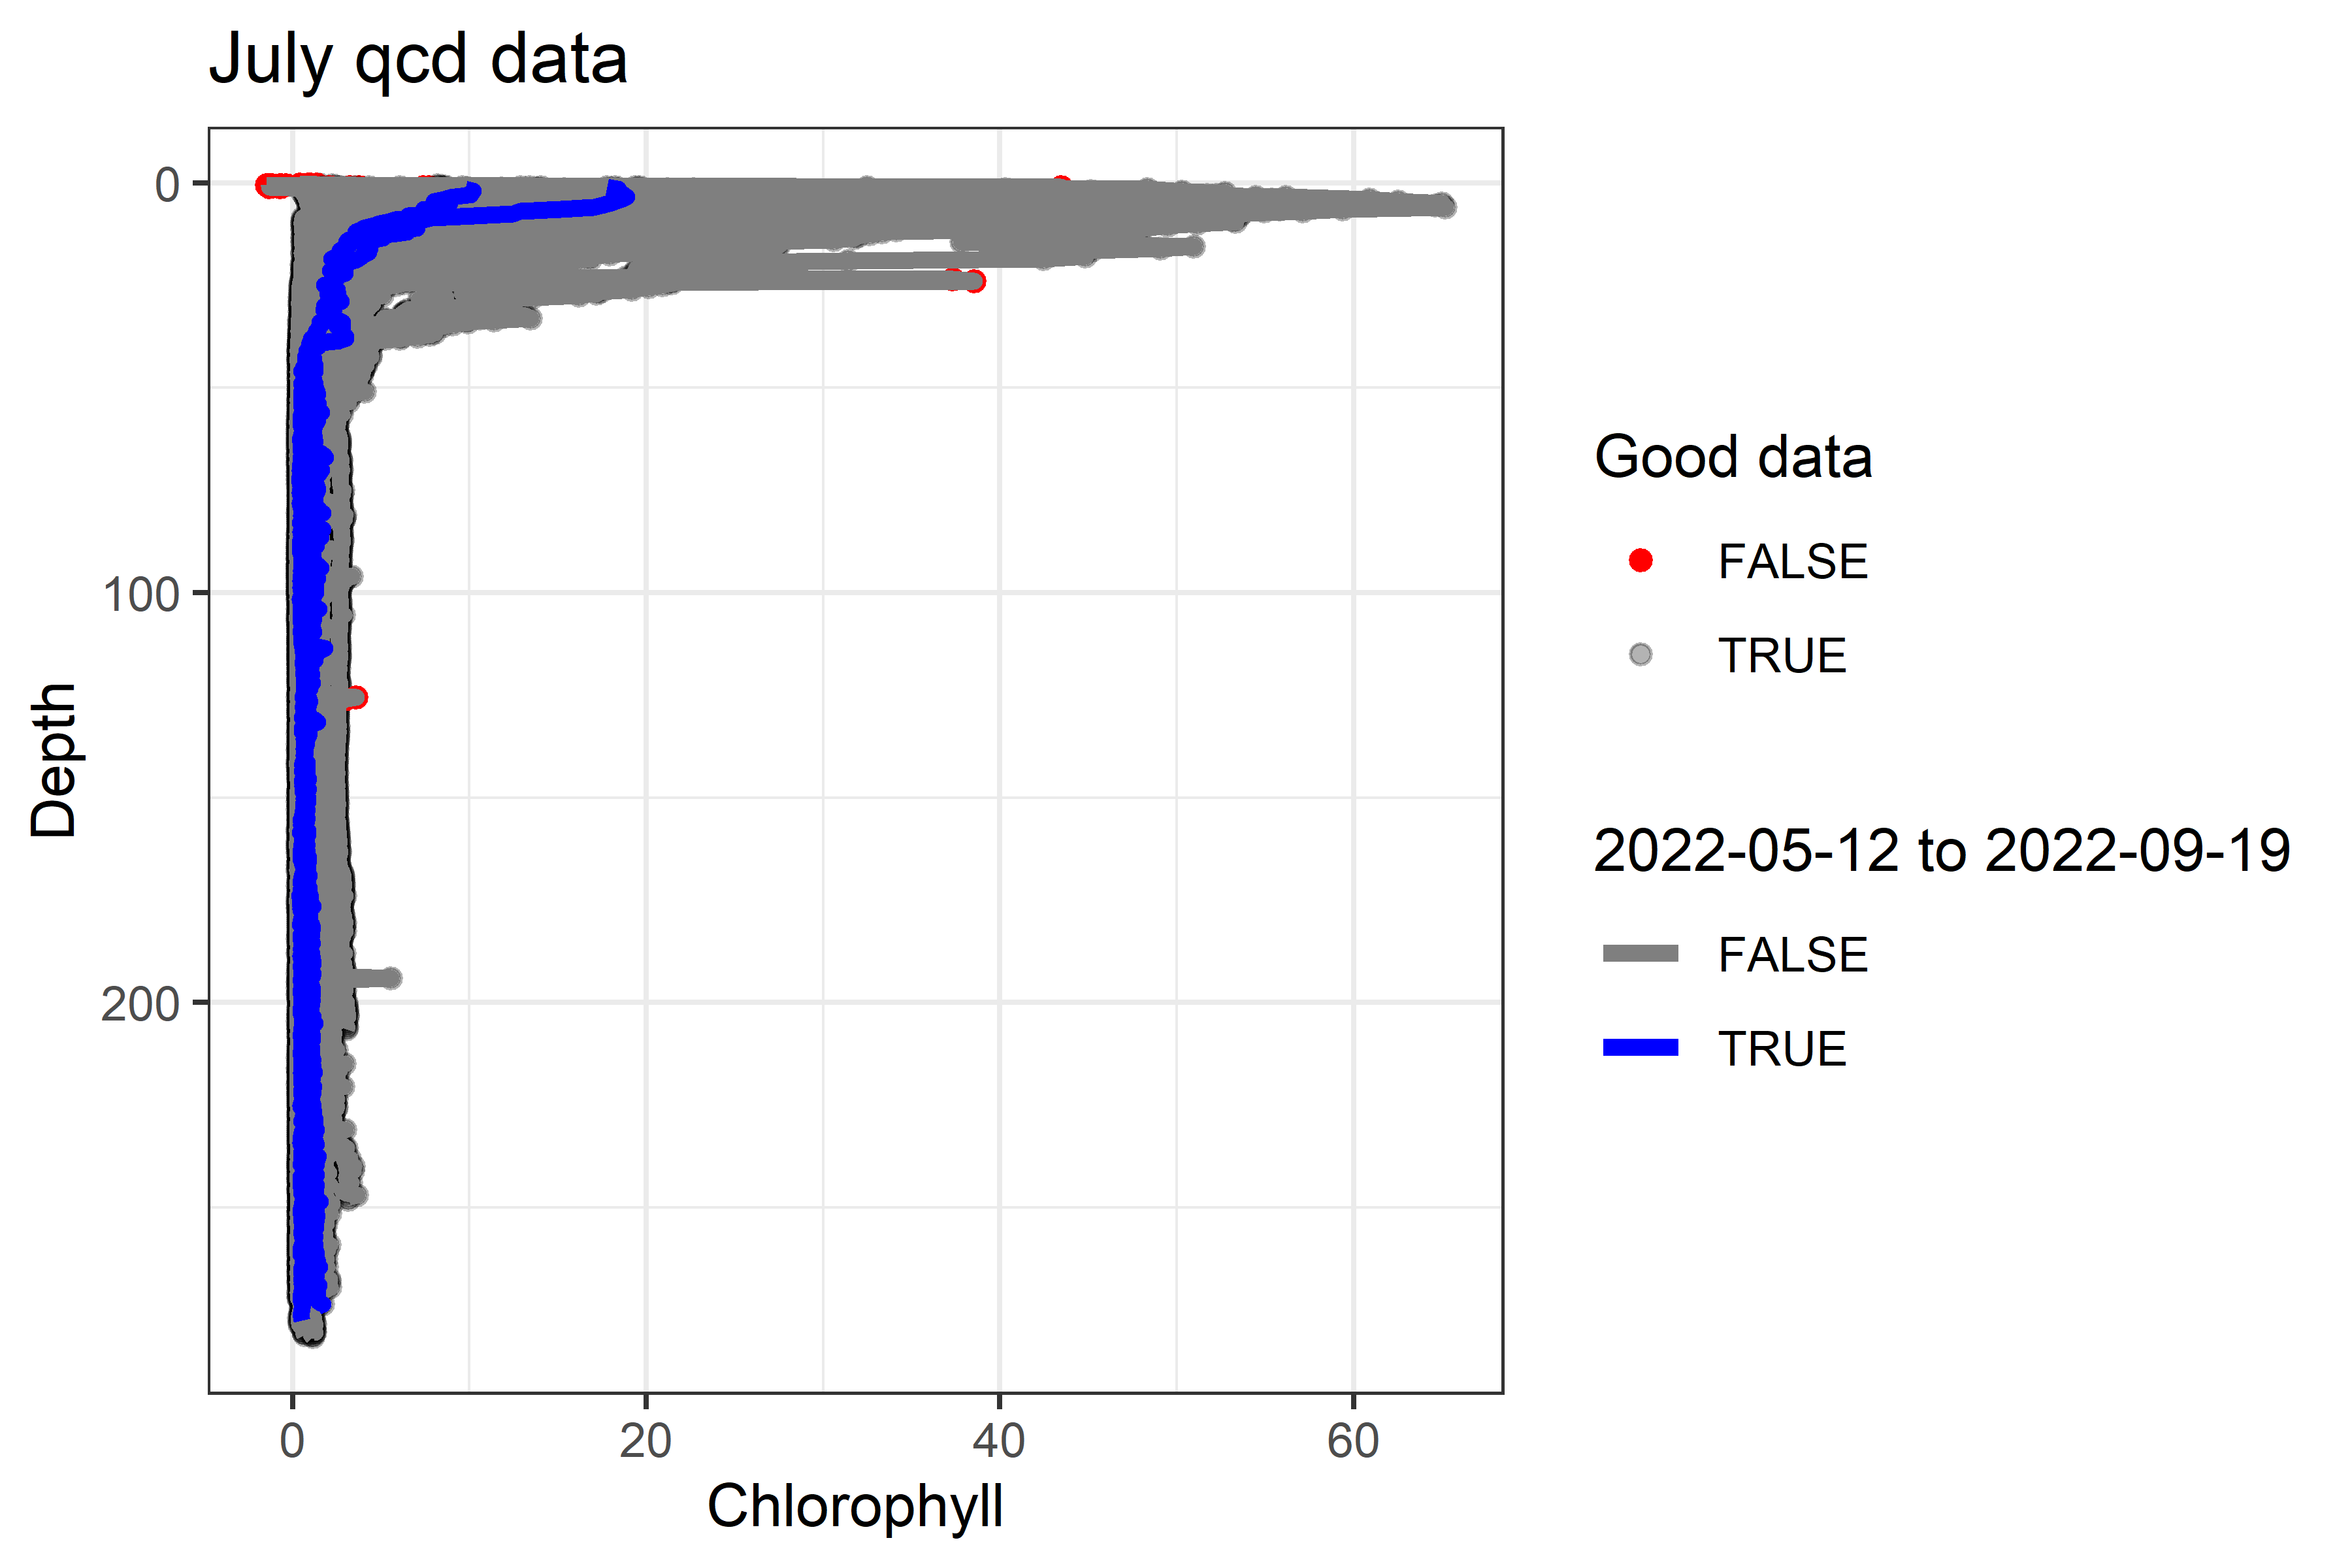 July qcd data
0
100
200
Depth
0 20 40 60
Chlorophyll
Good data
FALSE
TRUE
2022-05-12 to 2022-09-19
FALSE
TRUE